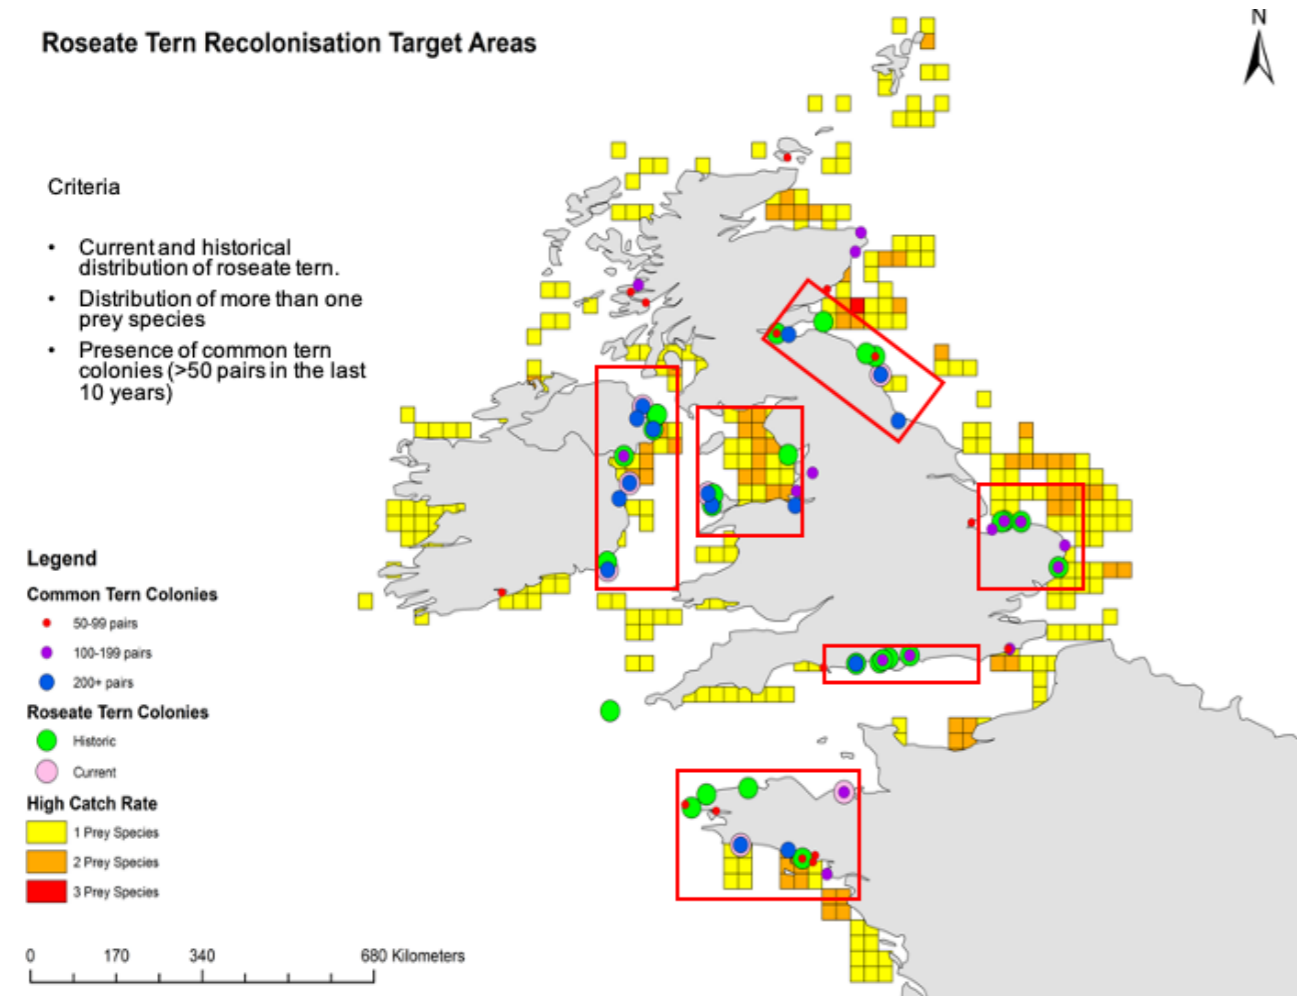 Roseate Tern Recolonisation Target Areas
N
Criteria
• Current and historical
distribution of roseate tern.
• Distribution of more than one
prey species
• Presence of common tern
colonies (>50 pairs in the last
10 years)
Legend
Common Tern Colonies
50-99 pairs
100-199 pairs
200+ pairs
Roseate Tern Colonies
Historic
Current
High Catch Rate
1 Prey Species
2 Prey Species
3 Prey Species
0 170 340 680 Kilometers